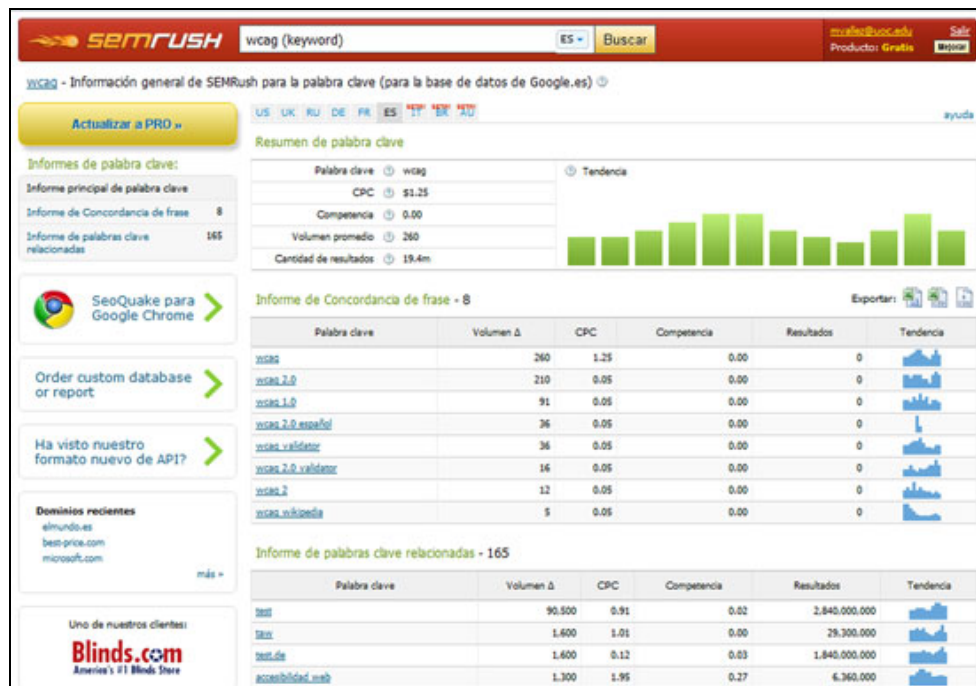 semrush
wcag (keyword) ES Buscar
mvalez@uoc.edu Salir
Producto: Gratis Mejorar
wcag - Información general de SEMRush para la palabra clave (para la base de datos de Google.es)
Actualizar a PRO »
US UK RU DE FR ES IT BR AU
ayuda
Resumen de palabra clave
Palabra clave wcag
CPC $1.25
Competencia 0.00
Volumen promedio 260
Cantidad de resultados 19.4m
Tendencia
Informes de palabra clave:
Informe principal de palabra clave
Informe de Concordancia de frase 8
Informe de palabras clave 165
relacionadas
SeoQuake para
Google Chrome
Order custom database
or report
Ha visto nuestro
formato nuevo de API?
Dominios recientes
elmundo.es
best-price.com
microsoft.com
más »
Uno de nuestros clientes:
Blinds.com
America's #1 Blinds Store
Informe de Concordancia de frase - 8
Exportar:
Palabra clave Volumen Δ CPC Competencia Resultados Tendencia
wcag 260 1.25 0.00 0
wcag 2.0 210 0.05 0.00 0
wcag 1.0 91 0.05 0.00 0
wcag 2.0 español 36 0.05 0.00 0
wcag validator 36 0.05 0.00 0
wcag 2.0 validator 16 0.05 0.00 0
wcag 2 12 0.05 0.00 0
wcag wikipedia 5 0.05 0.00 0
Informe de palabras clave relacionadas - 165
Palabra clave Volumen Δ CPC Competencia Resultados Tendencia
test 90,500 0.91 0.02 2,840,000,000
taw 1,600 1.01 0.00 29,300,000
test.de 1,600 0.12 0.03 1,840,000,000
accesibilidad web 1,300 1.95 0.27 6,360,000